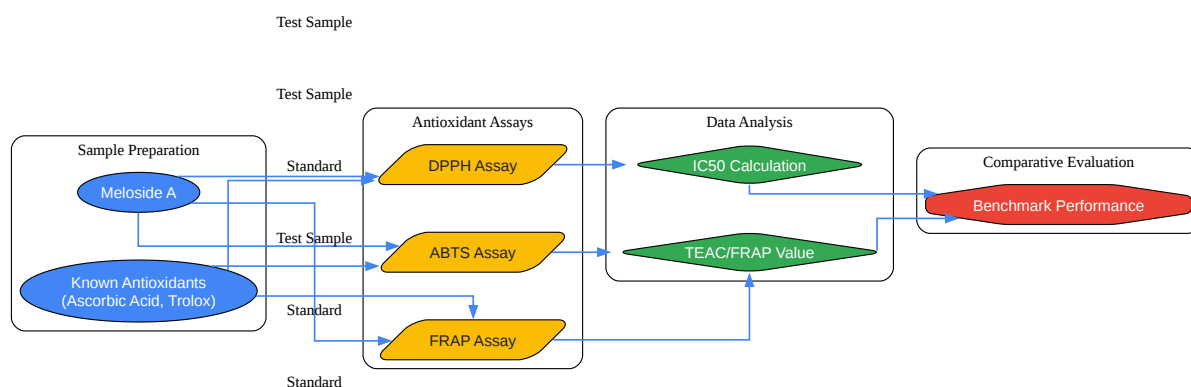 Test Sample
Test Sample
Sample Preparation
Meloside A
Known Antioxidants
(Ascorbic Acid, Trolox)
Standard
Test Sample
Standard
Standard
Antioxidant Assays
DPPH Assay
ABTS Assay
FRAP Assay
Data Analysis
IC50 Calculation
TEAC/FRAP Value
Comparative Evaluation
Benchmark Performance